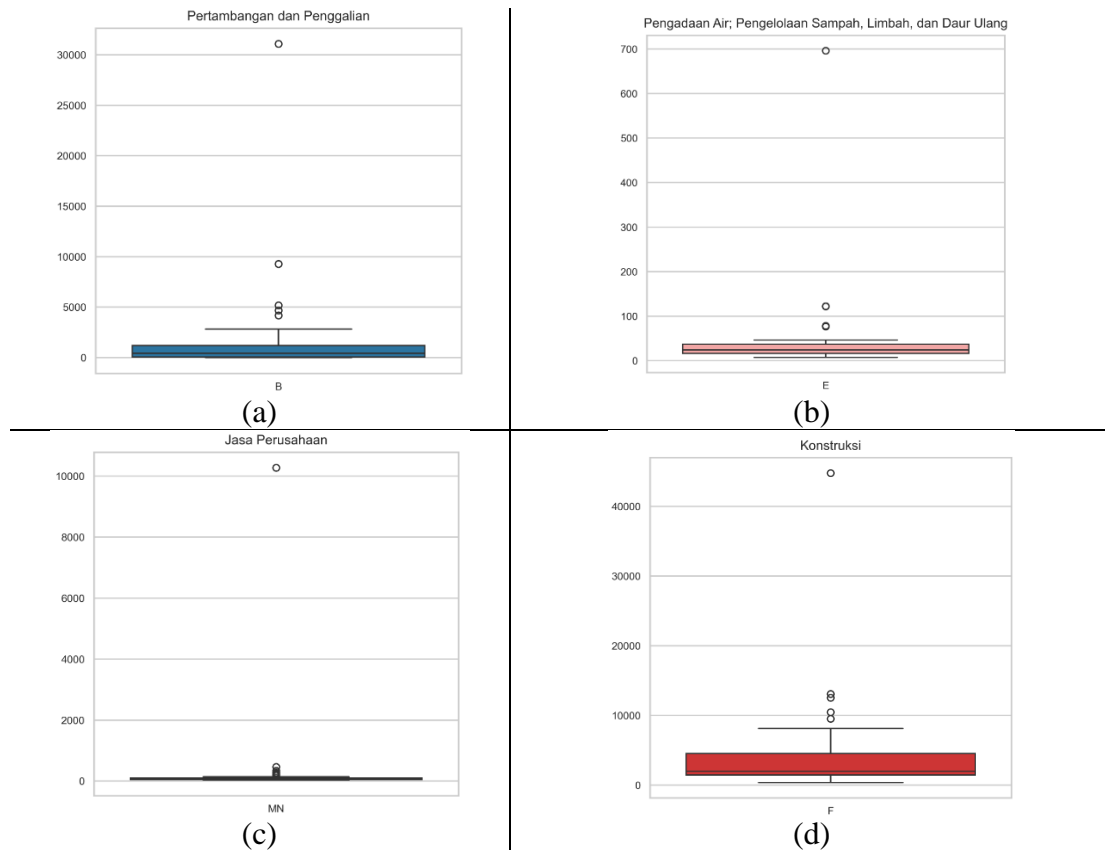 Pertambangan dan Penggalian
30000
25000
20000
15000
10000
5000
0
B
(a)
Pengadaan Air; Pengelolaan Sampah, Limbah, dan Daur Ulang
700
600
500
400
300
200
100
0
E
(b)
Jasa Perusahaan
10000
8000
6000
4000
2000
0
MN
(c)
Konstruksi
40000
30000
20000
10000
0
F
(d)